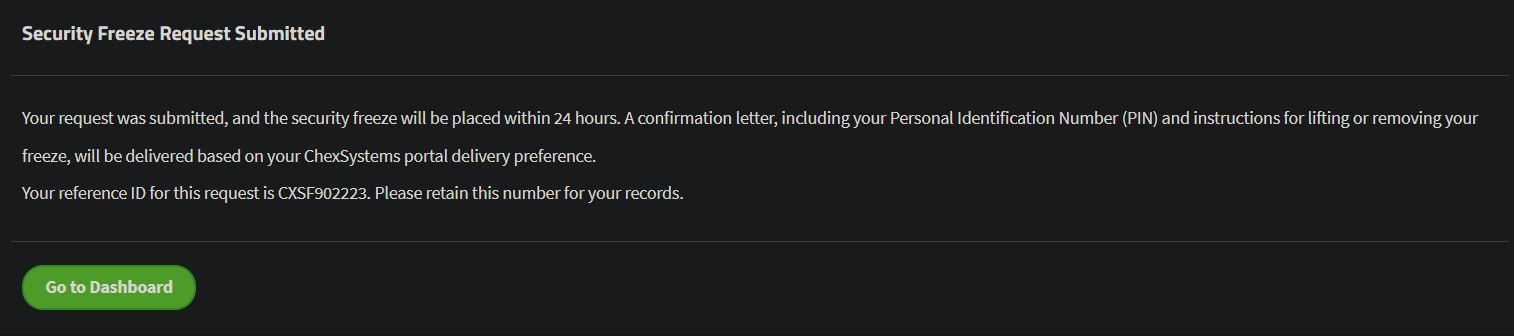 Security Freeze Request Submitted
Your request was submitted, and the security freeze will be placed within 24 hours. A confirmation letter, including your Personal Identification Number (PIN) and instructions for lifting or removing your
freeze, will be delivered based on your ChexSystems portal delivery preference.
Your reference ID for this request is CXSF902223. Please retain this number for your records.
Go to Dashboard